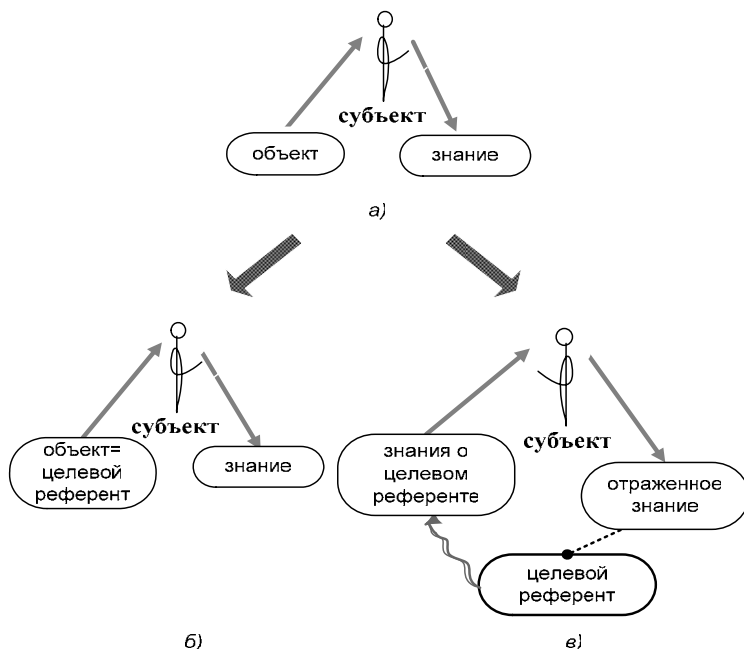 субъект
объект
знание
а)
субъект
объект=
целевой
референт
знание
б)
субъект
знания о
целевом
референте
отраженное
знание
целевой
референт
в)